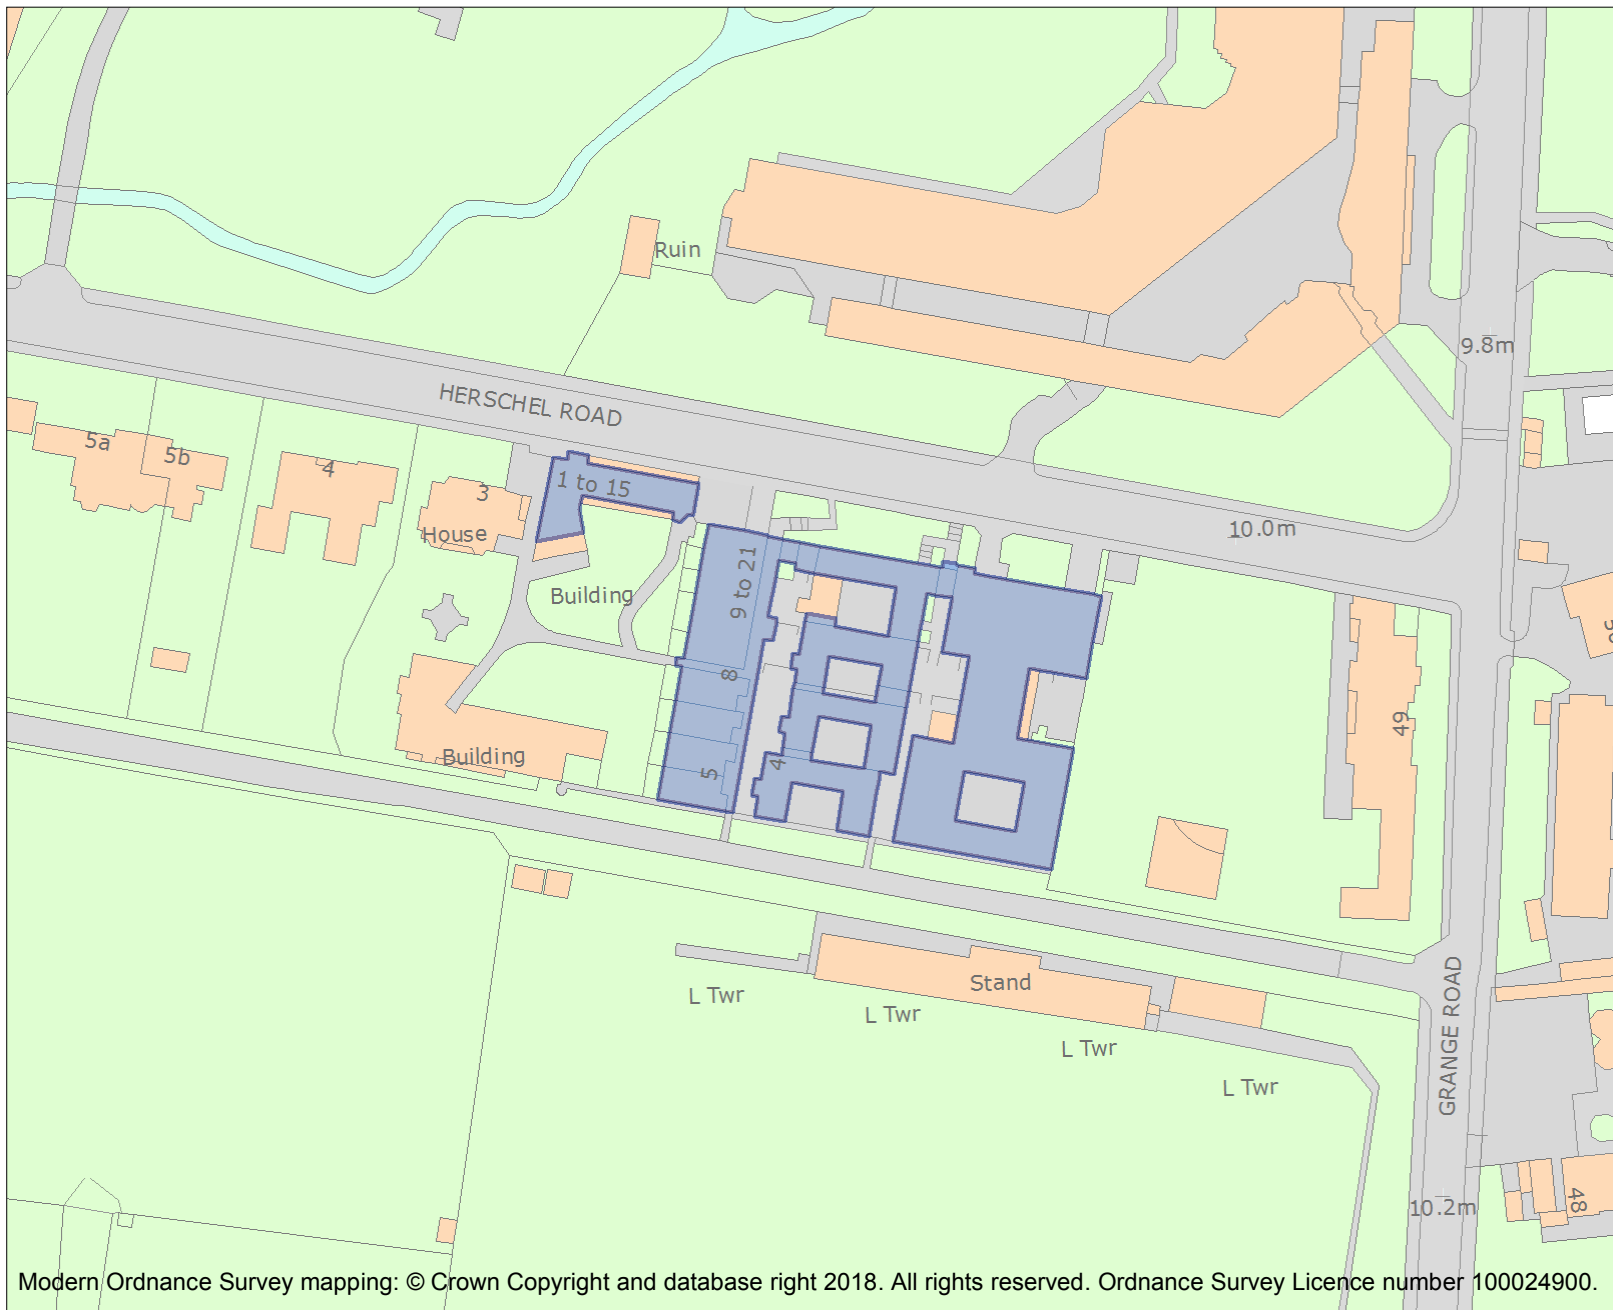 Ruin
9.8m
HERSCHEL ROAD
5a
5b
4
3
House
1 to 15
10.0m
Building
9 to 21
8
5
4
49
Building
Stand
L Twr
L Twr
L Twr
L Twr
GRANGE ROAD
10.2m
48
Modern Ordnance Survey mapping: © Crown Copyright and database right 2018. All rights reserved. Ordnance Survey Licence number 100024900.